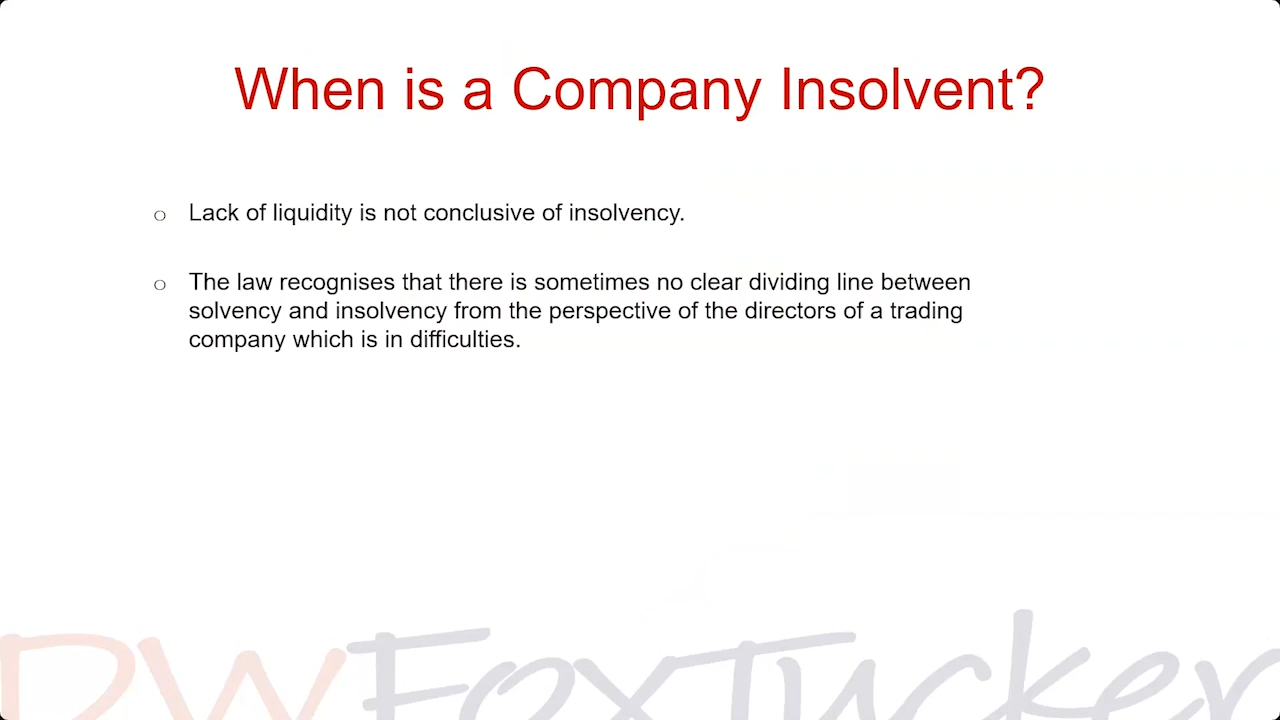 When is a Company Insolvent?
Lack of liquidity is not conclusive of insolvency.
The law recognises that there is sometimes no clear dividing line between
solvency and insolvency from the perspective of the directors of a trading
company which is in difficulties.
DWFoxTucker